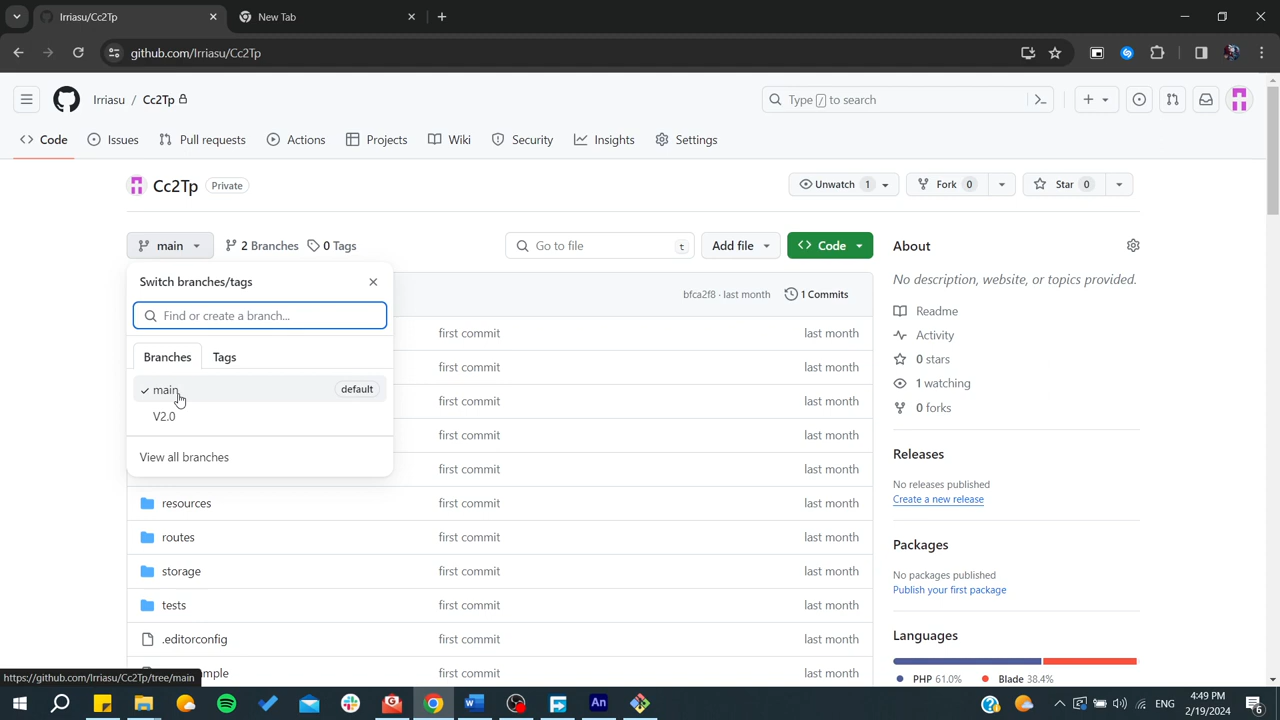 Irriasu/Cc2Tp
New Tab
github.com/Irriasu/Cc2Tp
Irriasu / Cc2Tp
Type / to search
Code
Issues
Pull requests
Actions
Projects
Wiki
Security
Insights
Settings
Cc2Tp Private
Unwatch 1
Fork 0
Star 0
main
2 Branches
0 Tags
Go to file t
Add file
Code
Switch branches/tags
Find or create a branch...
Branches
Tags
main default
V2.0
View all branches
bfca2f8 · last month
1 Commits
first commit last month
first commit last month
first commit last month
first commit last month
first commit last month
resources first commit last month
routes first commit last month
storage first commit last month
tests first commit last month
.editorconfig first commit last month
ample first commit last month
About
No description, website, or topics provided.
Readme
Activity
0 stars
1 watching
0 forks
Releases
No releases published
Create a new release
Packages
No packages published
Publish your first package
Languages
PHP 61.0%
Blade 38.4%
https://github.com/Irriasu/Cc2Tp/tree/main
ENG
4:49 PM
2/19/2024
6